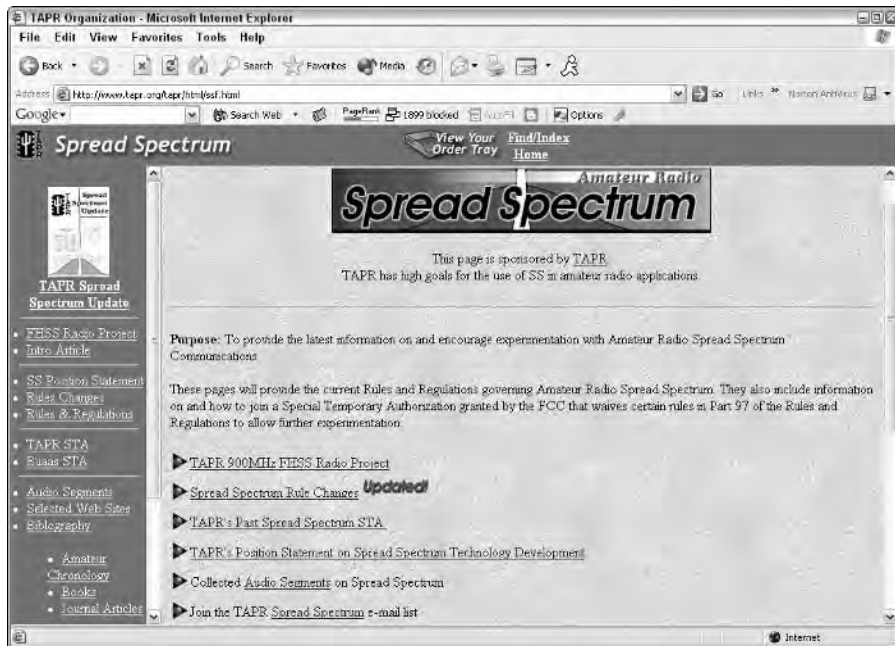 TAPR Organization - Microsoft Internet Explorer
File Edit View Favorites Tools Help
Back Search Favorites Media
Address http://www.tapr.org/tapr/html/ssf.html Go Links Norton AntiVirus
Google Search Web PageRank 1899 blocked Options
Spread Spectrum
View Your
Order Tray
Find/Index
Home
Spread
Spectrum
Update
TAPR Spread
Spectrum Update
FHSS Radio Project
Intro Article
SS Position Statement
Rules Changes
Rules & Regulations
TAPR STA
Buaas STA
Audio Segments
Selected Web Sites
Bibliography
Amateur
Chronology
Books
Journal Articles
Amateur Radio
Spread Spectrum
This page is sponsored by TAPR
TAPR has high goals for the use of SS in amateur radio applications.
Purpose: To provide the latest information on and encourage experimentation with Amateur Radio Spread Spectrum
Communications
These pages will provide the current Rules and Regulations governing Amateur Radio Spread Spectrum. They also include information
on and how to join a Special Temporary Authorization granted by the FCC that waives certain rules in Part 97 of the Rules and
Regulations to allow further experimentation.
TAPR 900MHz FHSS Radio Project
Spread Spectrum Rule Changes Updated!
TAPR's Past Spread Spectrum STA
TAPR's Position Statement on Spread Spectrum Technology Development
Collected Audio Segments on Spread Spectrum
Join the TAPR Spread Spectrum e-mail list
Internet